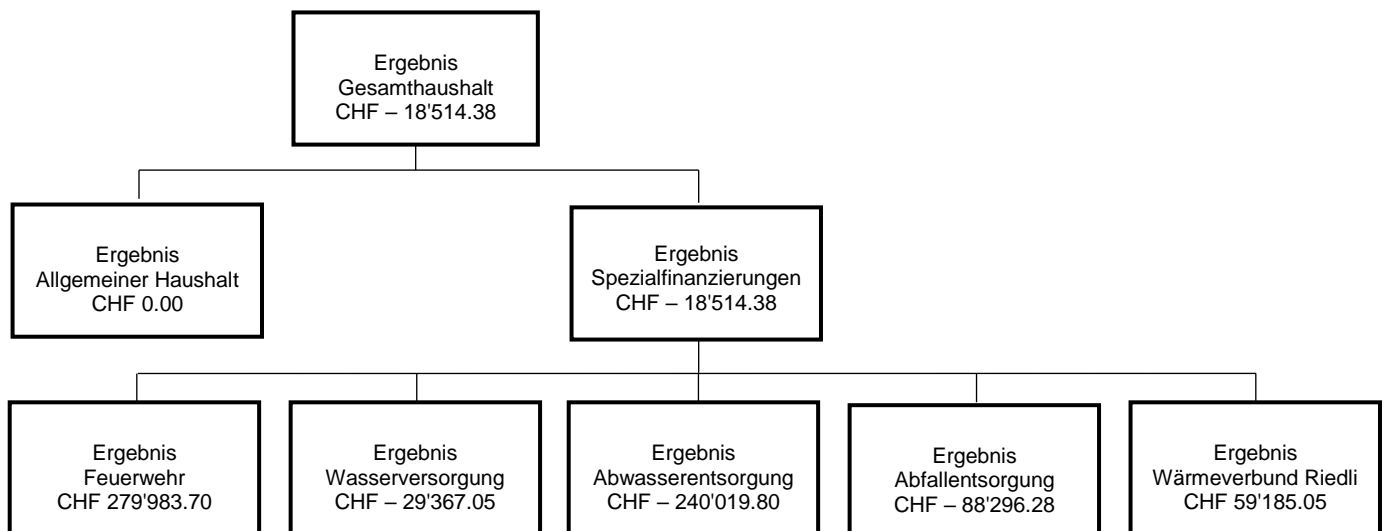 Ergebnis
Gesamthaushalt
CHF – 18'514.38
Ergebnis
Allgemeiner Haushalt
CHF 0.00
Ergebnis
Spezialfinanzierungen
CHF – 18'514.38
Ergebnis
Feuerwehr
CHF 279'983.70
Ergebnis
Wasserversorgung
CHF – 29'367.05
Ergebnis
Abwasserentsorgung
CHF – 240'019.80
Ergebnis
Abfallentsorgung
CHF – 88'296.28
Ergebnis
Wärmeverbund Riedli
CHF 59'185.05